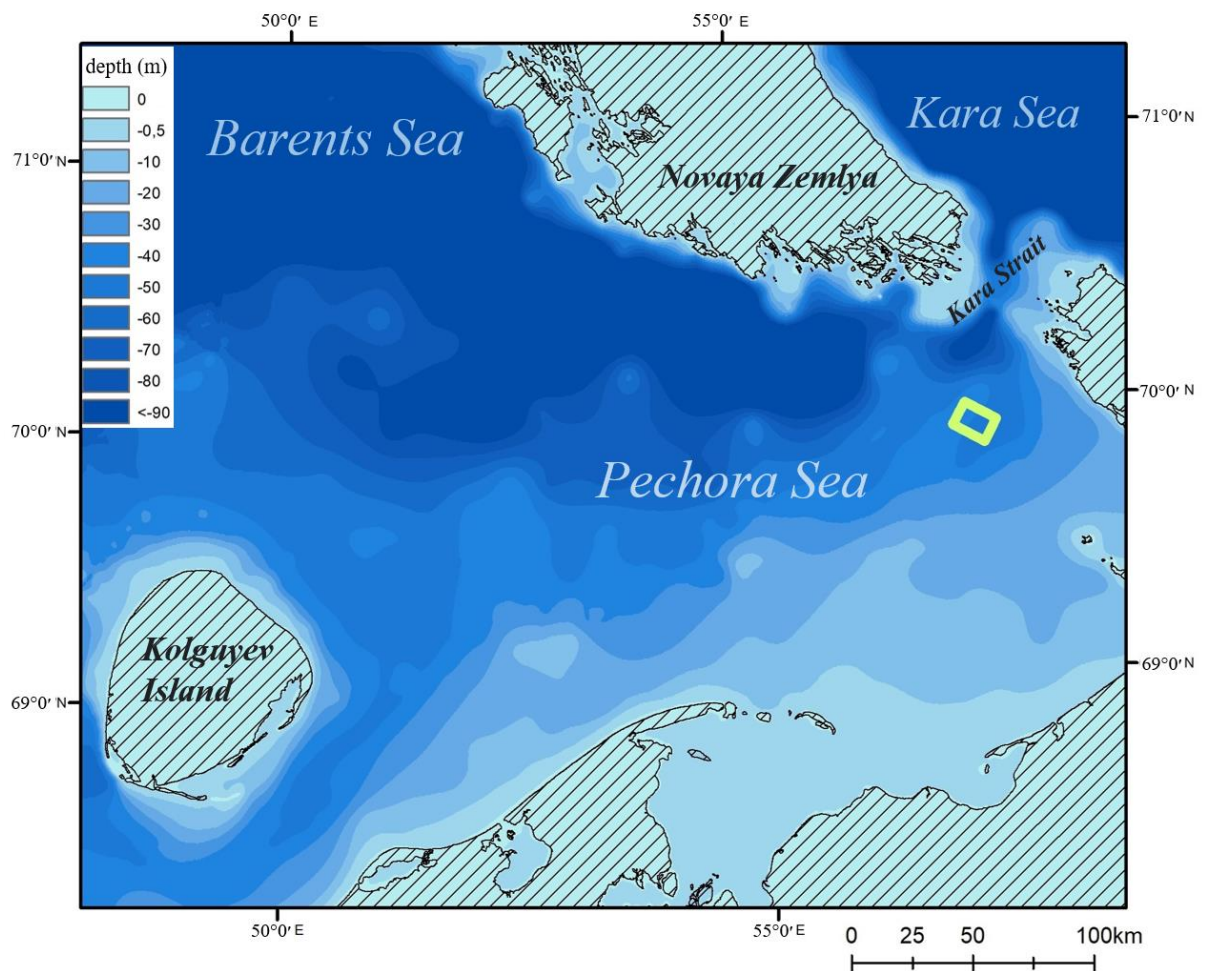 50°0′ E
55°0′ E
depth (m)
0
-0,5
-10
-20
-30
-40
-50
-60
-70
-80
<-90
Barents Sea
Kara Sea
71°0′ N
71°0′ N
Novaya Zemlya
Kara Strait
70°0′ N
70°0′ N
Pechora Sea
Kolguyev
Island
69°0′ N
69°0′ N
50°0′ E
55°0′ E
0 25 50 100km